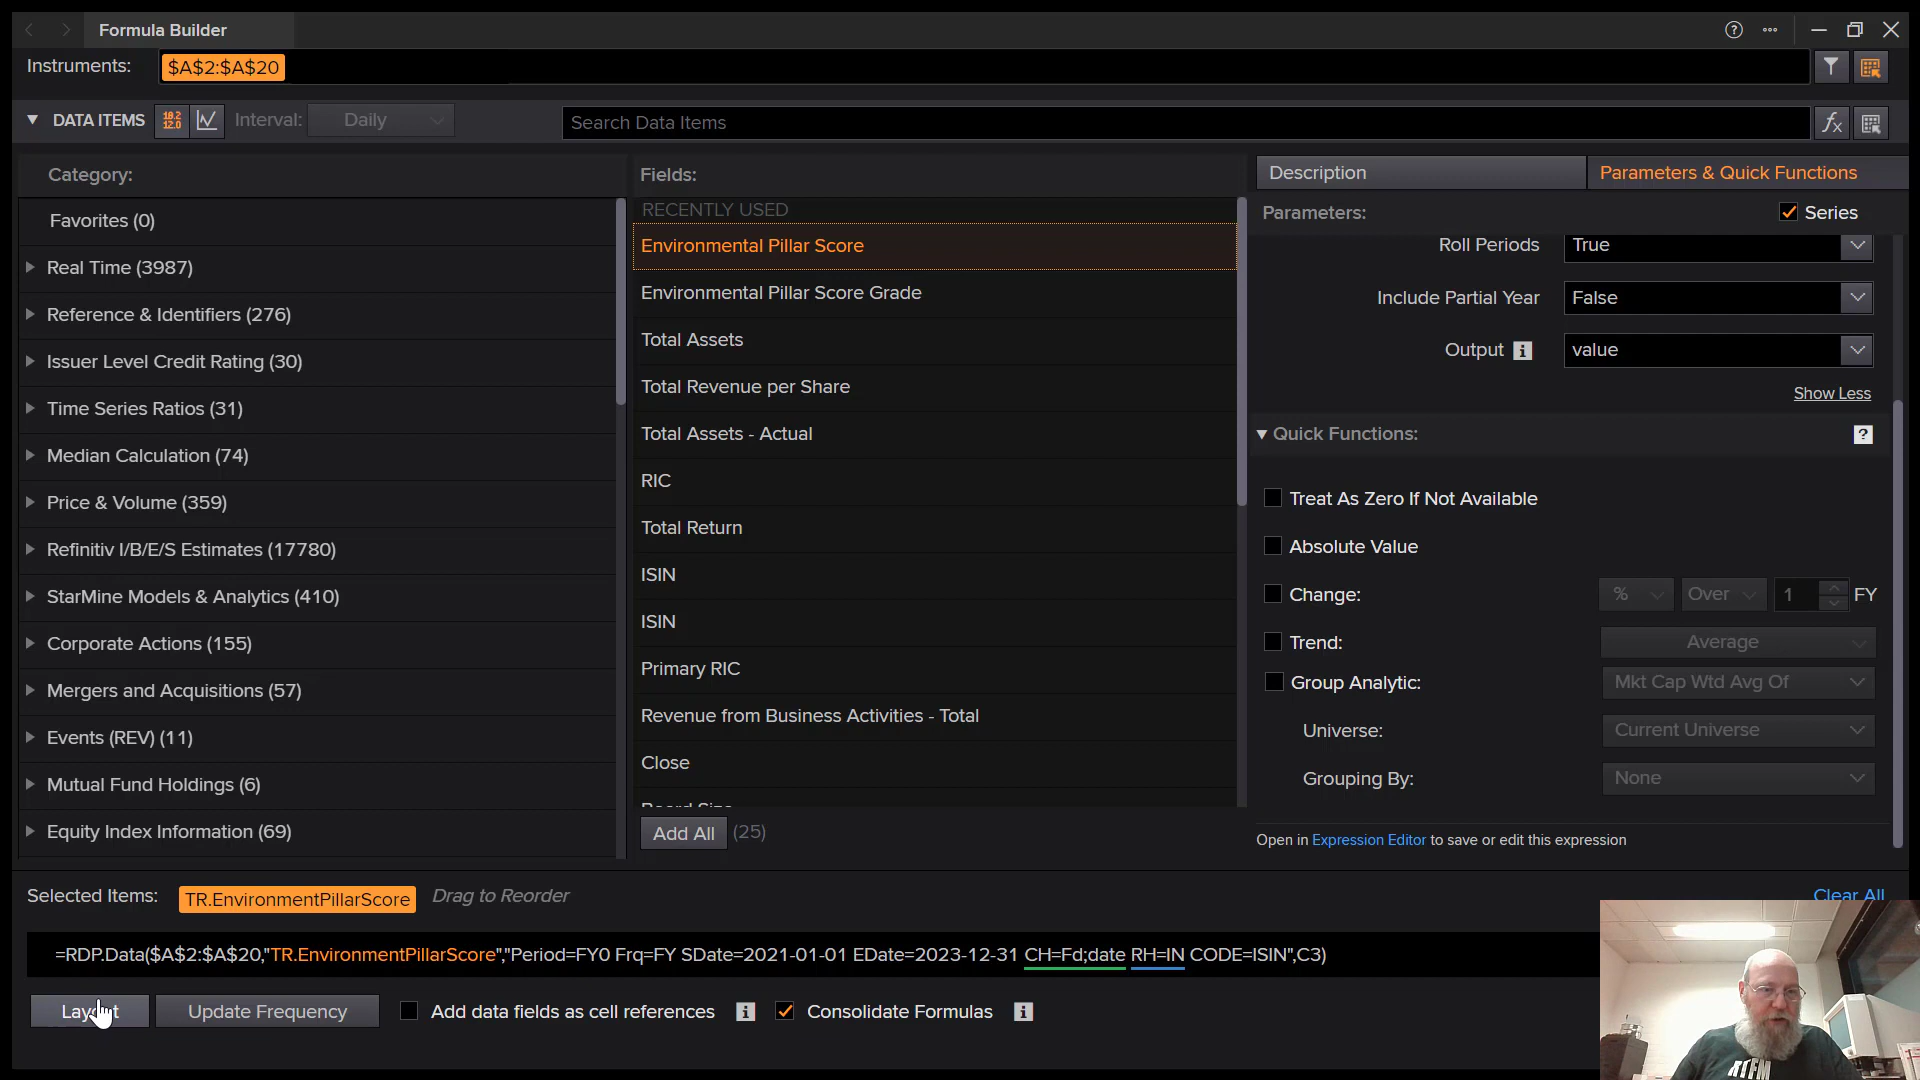 Formula Builder
Instruments:
$A$2:$A$20
DATA ITEMS
Interval:
Daily
Search Data Items
Category:
Favorites (0)
Real Time (3987)
Reference & Identifiers (276)
Issuer Level Credit Rating (30)
Time Series Ratios (31)
Median Calculation (74)
Price & Volume (359)
Refinitiv I/B/E/S Estimates (17780)
StarMine Models & Analytics (410)
Corporate Actions (155)
Mergers and Acquisitions (57)
Events (REV) (11)
Mutual Fund Holdings (6)
Equity Index Information (69)
Fields:
RECENTLY USED
Environmental Pillar Score
Environmental Pillar Score Grade
Total Assets
Total Revenue per Share
Total Assets - Actual
RIC
Total Return
ISIN
ISIN
Primary RIC
Revenue from Business Activities - Total
Close
Add All (25)
Description
Parameters & Quick Functions
Parameters:
Series
Roll Periods True
Include Partial Year False
Output value
Show Less
Quick Functions:
Treat As Zero If Not Available
Absolute Value
Change: % Over 1 FY
Trend: Average
Group Analytic: Mkt Cap Wtd Avg Of
Universe: Current Universe
Grouping By: None
Open in Expression Editor to save or edit this expression
Selected Items: TR.EnvironmentPillarScore Drag to Reorder
Clear All
=RDP.Data($A$2:$A$20,"TR.EnvironmentPillarScore","Period=FY0 Frq=FY SDate=2021-01-01 EDate=2023-12-31 CH=Fd;date RH=IN CODE=ISIN",C3)
Layout
Update Frequency
Add data fields as cell references
Consolidate Formulas